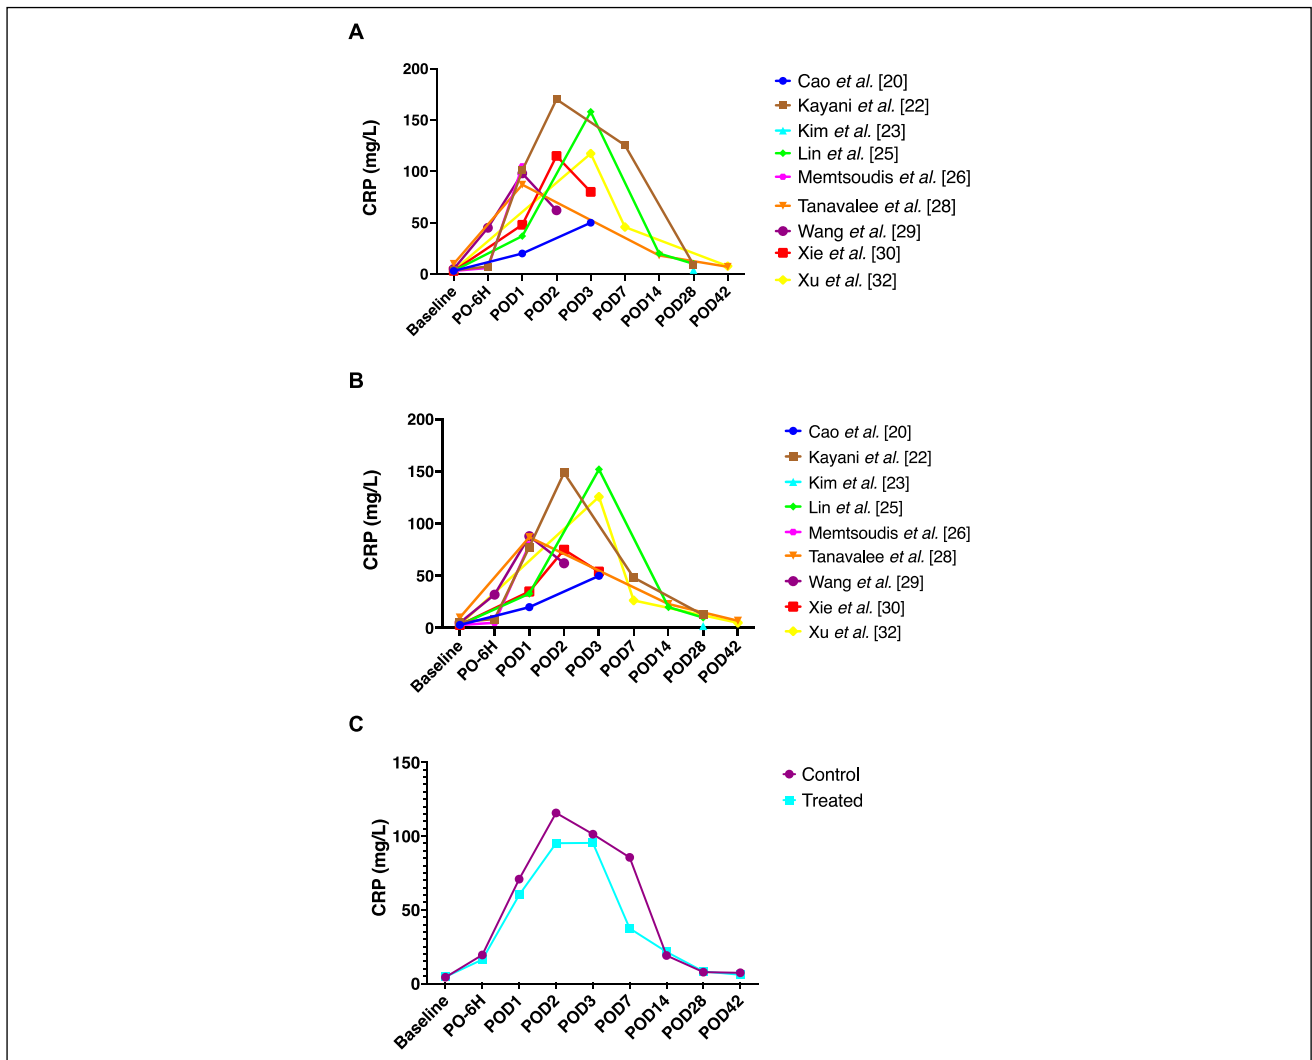 A
CRP (mg/L)
200
150
100
50
0
Baseline
PO-6H
POD1
POD2
POD3
POD7
POD14
POD28
POD42
Cao et al. [20]
Kayani et al. [22]
Kim et al. [23]
Lin et al. [25]
Memtsoudis et al. [26]
Tanavalee et al. [28]
Wang et al. [29]
Xie et al. [30]
Xu et al. [32]
B
CRP (mg/L)
200
150
100
50
0
Baseline
PO-6H
POD1
POD2
POD3
POD7
POD14
POD28
POD42
Cao et al. [20]
Kayani et al. [22]
Kim et al. [23]
Lin et al. [25]
Memtsoudis et al. [26]
Tanavalee et al. [28]
Wang et al. [29]
Xie et al. [30]
Xu et al. [32]
C
CRP (mg/L)
150
100
50
0
Baseline
PO-6H
POD1
POD2
POD3
POD7
POD14
POD28
POD42
Control
Treated